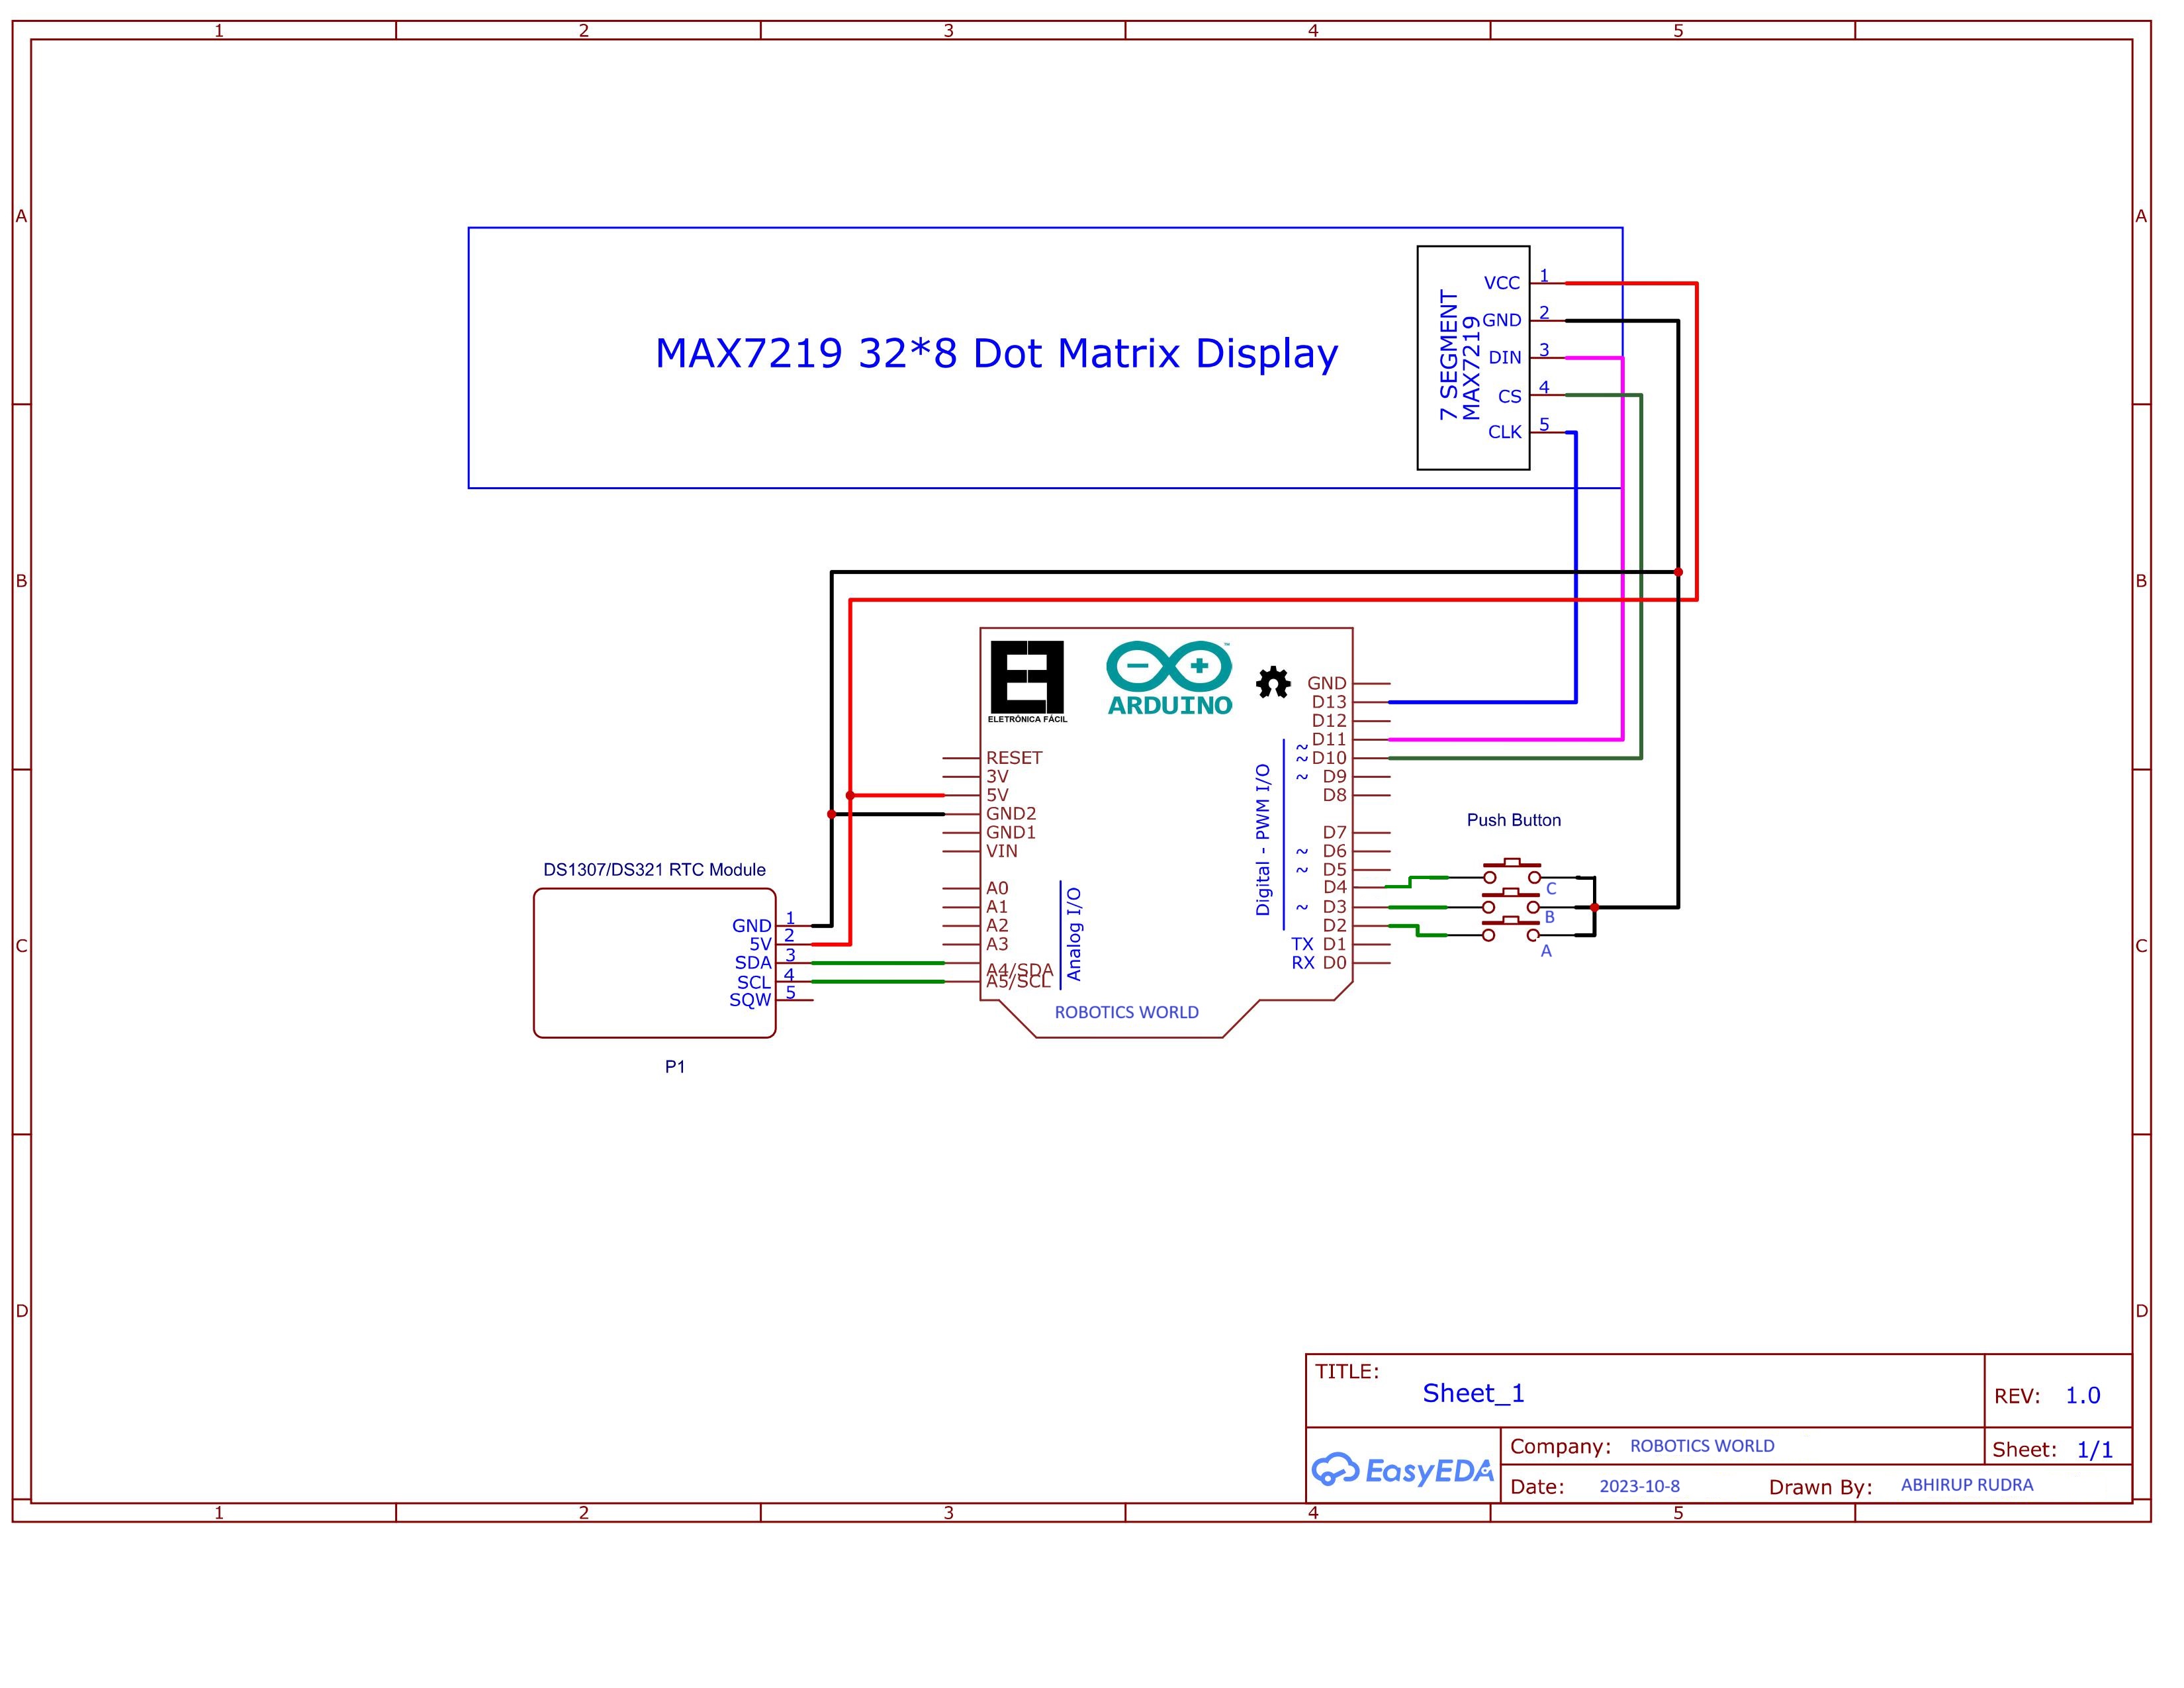 1 2 3 4 5
A A
MAX7219 32*8 Dot Matrix Display
7 SEGMENT
MAX7219
VCC 1
GND 2
DIN 3
CS 4
CLK 5
B B
ELETRÔNICA FÁCIL
ARDUINO™
GND
D13
D12
~ D11
~ D10
~ D9
D8
D7
~ D6
~ D5
D4
~ D3
D2
TX D1
RX D0
Digital - PWM I/O
RESET
3V
5V
GND2
GND1
VIN
A0
A1
A2
A3
A4/SDA
A5/SCL
Analog I/O
ROBOTICS WORLD
Push Button
C
B
A
DS1307/DS321 RTC Module
GND 1
5V 2
SDA 3
SCL 4
SQW 5
P1
C C
D D
TITLE:
Sheet_1
REV: 1.0
EasyEDA
Company: ROBOTICS WORLD
Sheet: 1/1
Date: 2023-10-8 Drawn By: ABHIRUP RUDRA
1 2 3 4 5